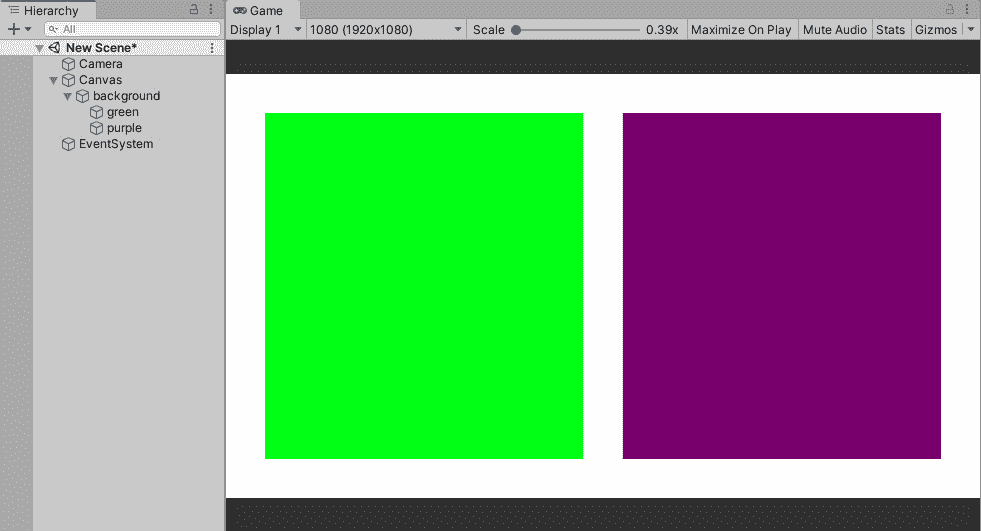 Hierarchy
All
New Scene*
Camera
Canvas
background
green
purple
EventSystem
Game
Display 1 1080 (1920x1080) Scale 0.39x Maximize On Play Mute Audio Stats Gizmos